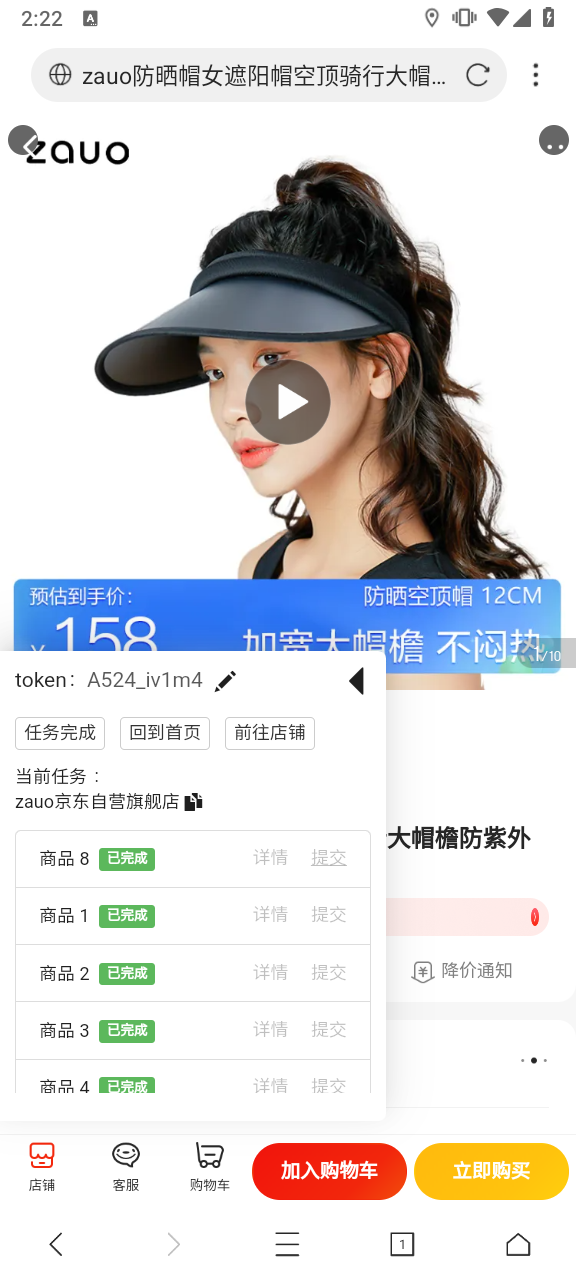 2:22
A
zauo防晒帽女遮阳帽空顶骑行大帽...
zauo
预估到手价:
防晒空顶帽 12CM
¥158
加宽大帽檐 不闷热
1/10
token: A524_iv1m4
任务完成
回到首页
前往店铺
当前任务：
zauo京东自营旗舰店
大帽檐防紫外
商品 8 已完成 详情 提交
商品 1 已完成 详情 提交
商品 2 已完成 详情 提交
降价通知
商品 3 已完成 详情 提交
商品 4 已完成 详情 提交
店铺
客服
购物车
加入购物车
立即购买
1